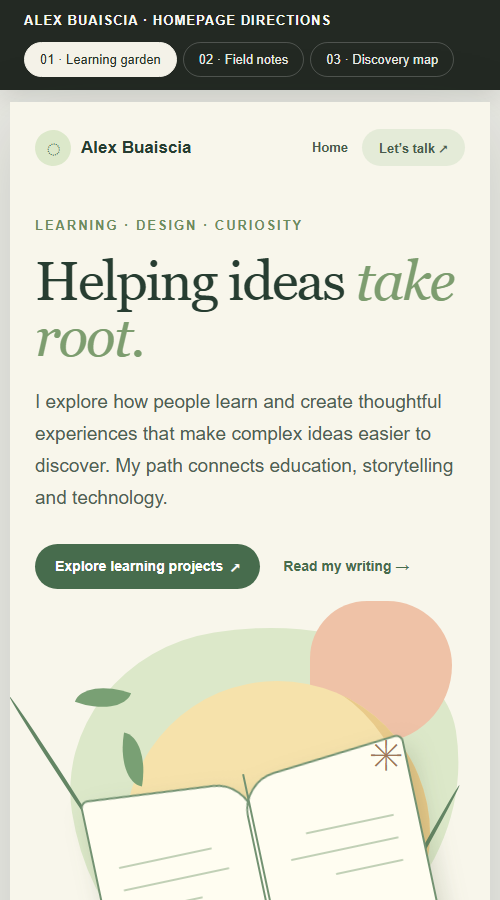 ALEX BUAISCIA · HOMEPAGE DIRECTIONS
01 · Learning garden
02 · Field notes
03 · Discovery map
Alex Buaiscia
Home
Let's talk ↗
LEARNING · DESIGN · CURIOSITY
Helping ideas take
root.
I explore how people learn and create thoughtful
experiences that make complex ideas easier to
discover. My path connects education, storytelling
and technology.
Explore learning projects ↗
Read my writing →